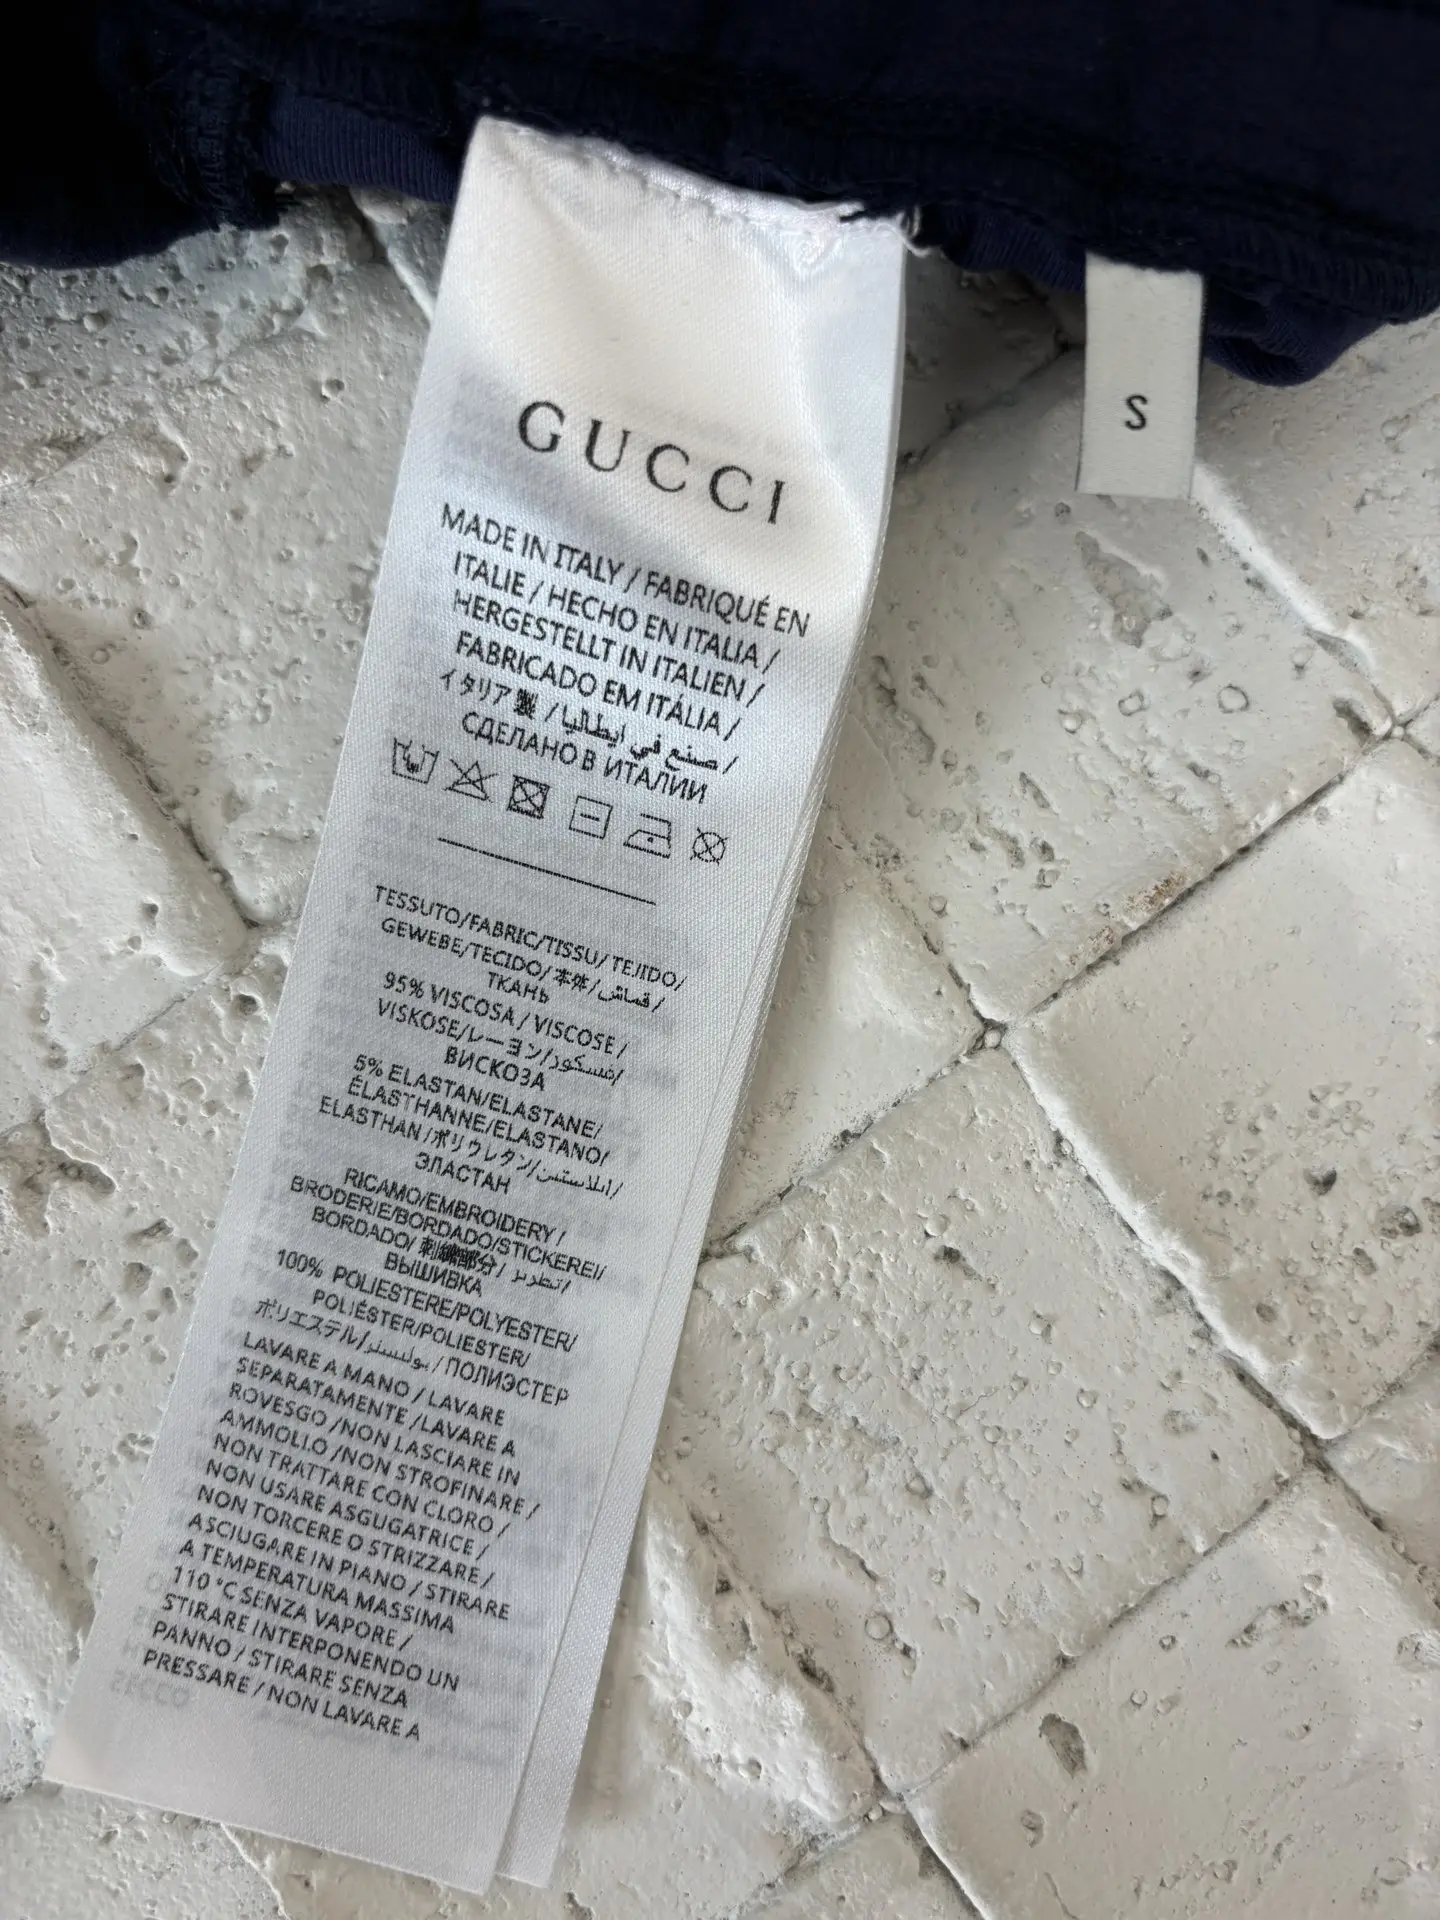 GUCCI
MADE IN ITALY / FABRIQUÉ EN
ITALIE / HECHO EN ITALIA /
HERGESTELLT IN ITALIEN /
FABRICADO EM ITÁLIA /
イタリア製 / صنع في إيطاليا /
СДЕЛАНО В ИТАЛИИ
TESSUTO/FABRIC/TISSU/TEJIDO/
GEWEBE/TECIDO/本体/قماش/
ТКАНЬ
95% VISCOSA / VISCOSE /
VISKOSE/レーヨン/فسكوز/
ВИСКОЗА
5% ELASTAN/ELASTANE/
ÉLASTHANNE/ELASTANO/
ELASTHAN/ポリウレタン/إيلاستين/
ЭЛАСТАН
RICAMO/EMBROIDERY/
BRODERIE/BORDADO/STICKEREI/
BORDADO/刺繍部分/تطريز/
ВЫШИВКА
100% POLIESTERE/POLYESTER/
POLIÉSTER/POLIESTER/
ポリエステル/بوليستر/ПОЛИЭСТЕР
LAVARE A MANO / LAVARE
SEPARATAMENTE /LAVARE A
ROVESGO /NON LASCIARE IN
AMMOLLO /NON STROFINARE /
NON TRATTARE CON CLORO /
NON USARE ASGUGATRICE /
NON TORCERE O STRIZZARE /
ASCIUGARE IN PIANO / STIRARE
A TEMPERATURA MASSIMA
110 °C SENZA VAPORE /
STIRARE INTERPONENDO UN
PANNO / STIRARE SENZA
PRESSARE / NON LAVARE A
S